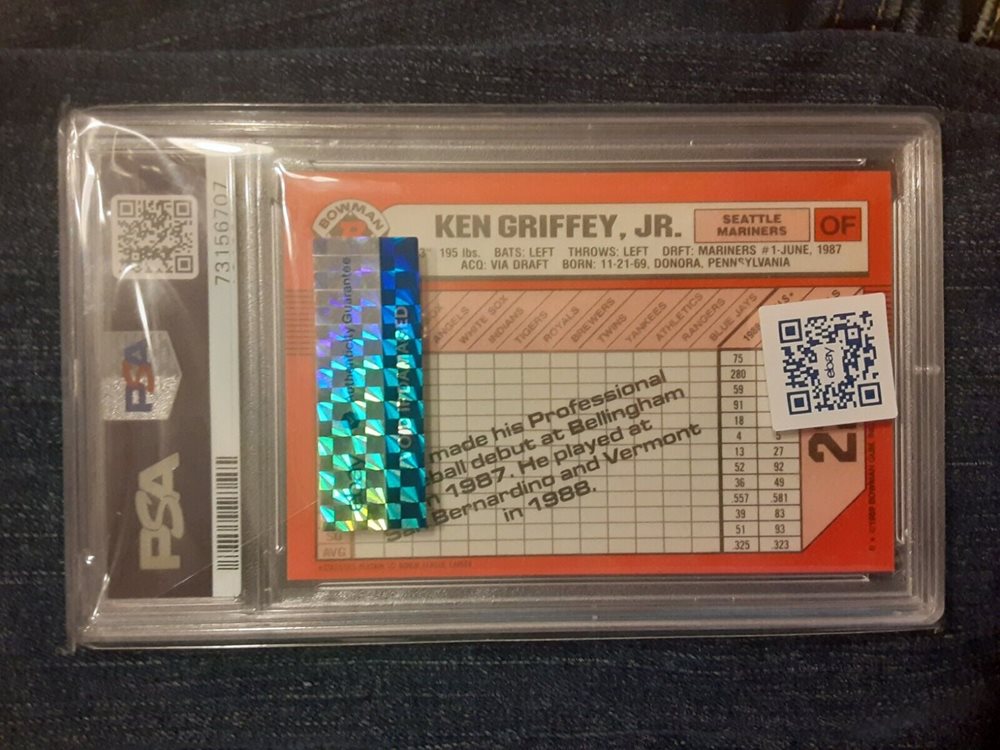 73156707
PSA
PSA
BOWMAN
KEN GRIFFEY, JR.
SEATTLE
MARINERS
OF
195 lbs. BATS: LEFT THROWS: LEFT DRFT: MARINERS #1-JUNE, 1987
ACQ: VIA DRAFT BORN: 11-21-69, DONORA, PENNSYLVANIA
ANGELS
WHITE SOX
INDIANS
TIGERS
ROYALS
BREWERS
TWINS
YANKEES
ATHLETICS
RANGERS
BLUE JAYS
75
280
59
91
18
4 5
13 27
52 92
36 49
.557 .581
39 83
51 93
.325 .323
SB
AVG
made his Professional
ball debut at Bellingham
1987. He played at
Bernardino and Vermont
in 1988.
Authenticity Guarantee
ebay
ebay